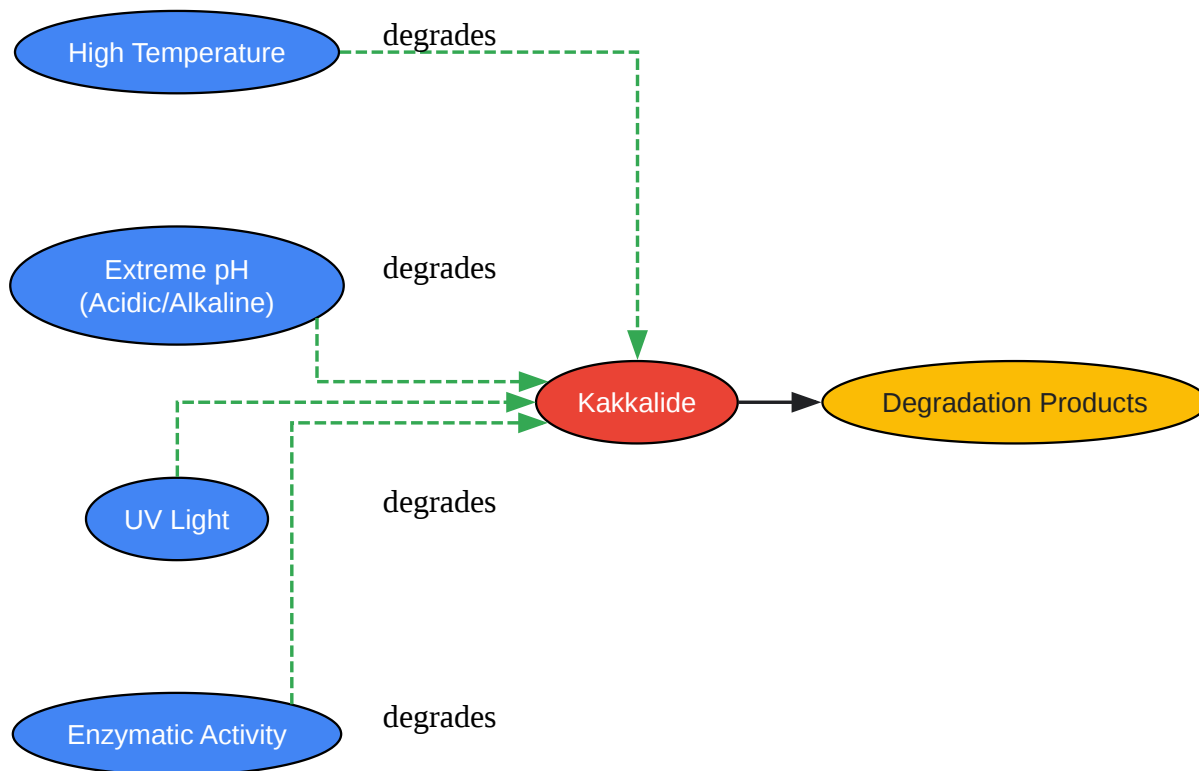 High Temperature
degrades
Extreme pH
(Acidic/Alkaline)
degrades
Kakkalide
Degradation Products
UV Light
degrades
Enzymatic Activity
degrades